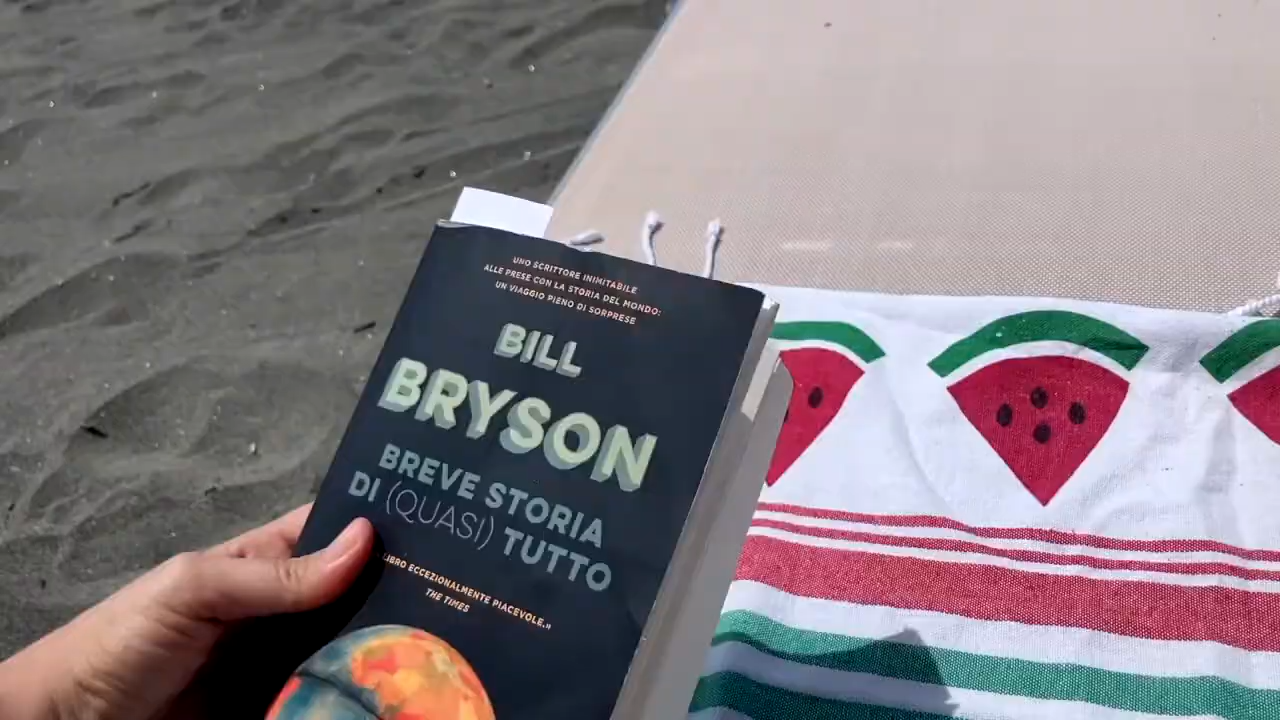 UNO SCRITTORE INIMITABILE
ALLE PRESE CON LA STORIA DEL MONDO:
UN VIAGGIO PIENO DI SORPRESE
BILL
BRYSON
BREVE STORIA
DI (QUASI) TUTTO
LIBRO ECCEZIONALMENTE PIACEVOLE.»
THE TIMES